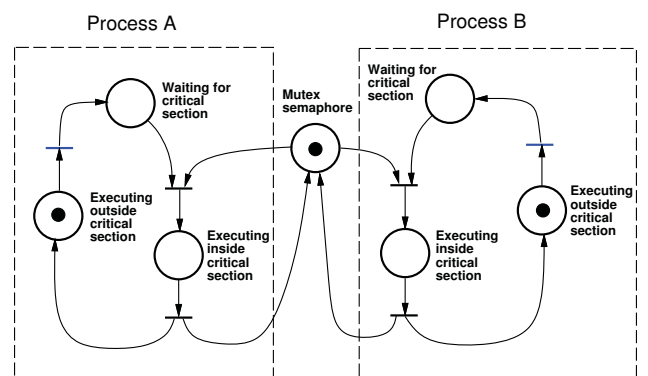 Process A
Process B
Waiting for
critical
section
Mutex
semaphore
Waiting for
critical
section
Executing
outside
critical
section
Executing
inside
critical
section
Executing
inside
critical
section
Executing
outside
critical
section